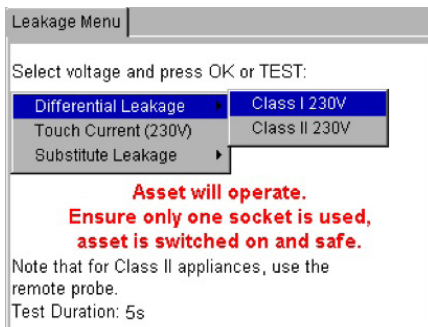 Leakage Menu
Select voltage and press OK or TEST:
Differential Leakage
Class I 230V
Touch Current (230V)
Class II 230V
Substitute Leakage
Asset will operate.
Ensure only one socket is used,
asset is switched on and safe.
Note that for Class II appliances, use the
remote probe.
Test Duration: 5s